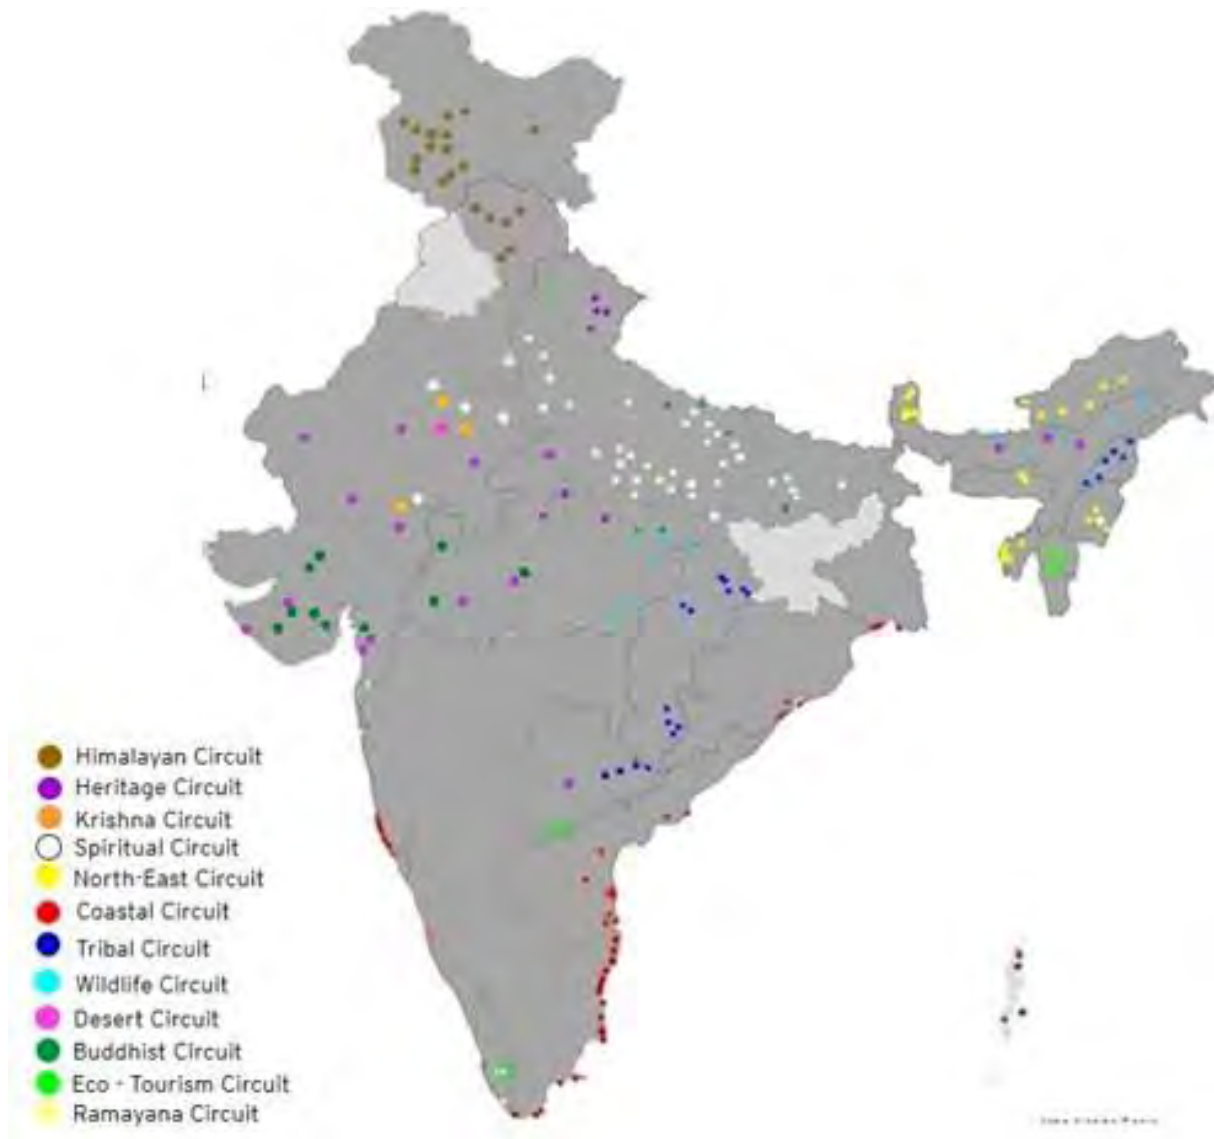 Himalayan Circuit
Heritage Circuit
Krishna Circuit
Spiritual Circuit
North-East Circuit
Coastal Circuit
Tribal Circuit
Wildlife Circuit
Desert Circuit
Buddhist Circuit
Eco - Tourism Circuit
Ramayana Circuit